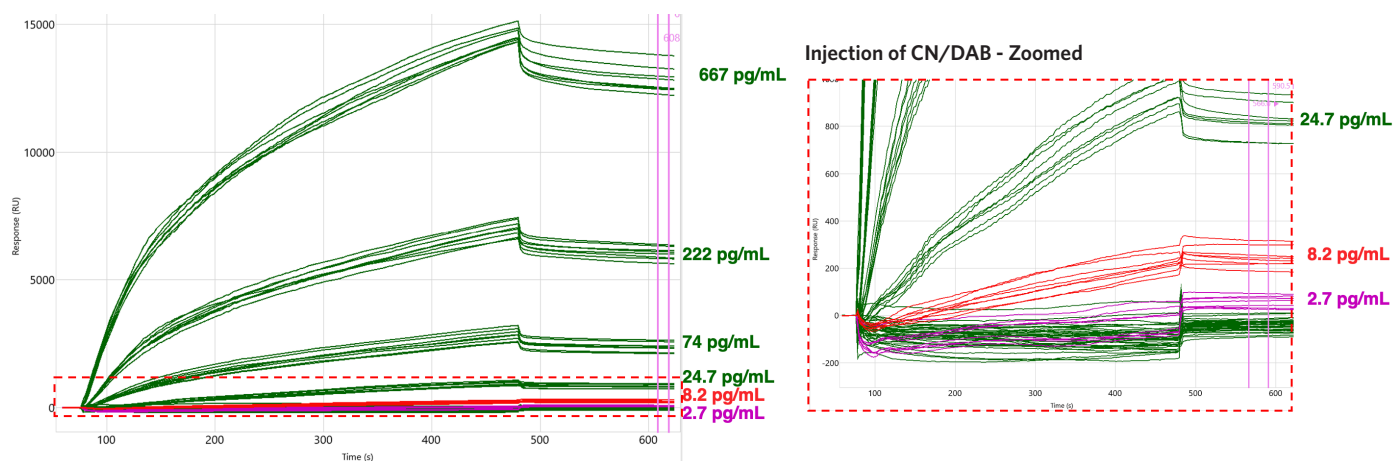 15000
10000
5000
0
Response (RU)
100
200
300
400
500
600
Time (s)
608
667 pg/mL
222 pg/mL
74 pg/mL
24.7 pg/mL
8.2 pg/mL
2.7 pg/mL
Injection of CN/DAB - Zoomed
800
600
400
200
0
-200
Response (RU)
100
200
300
400
500
600
Time (s)
590.5
24.7 pg/mL
8.2 pg/mL
2.7 pg/mL